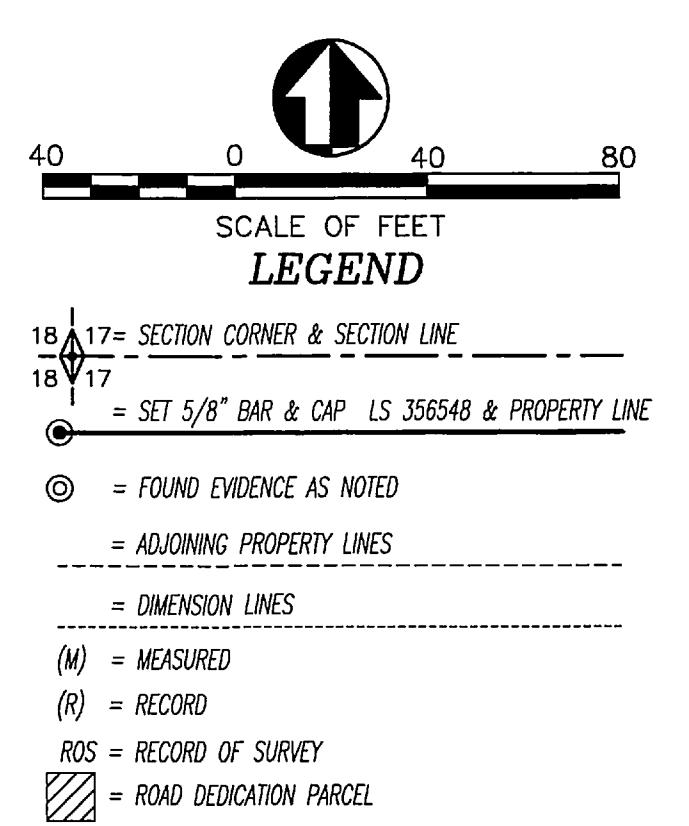 40 0 40 80
SCALE OF FEET
LEGEND
18 17= SECTION CORNER & SECTION LINE
18 17
= SET 5/8" BAR & CAP LS 356548 & PROPERTY LINE
= FOUND EVIDENCE AS NOTED
= ADJOINING PROPERTY LINES
= DIMENSION LINES
(M) = MEASURED
(R) = RECORD
ROS = RECORD OF SURVEY
= ROAD DEDICATION PARCEL